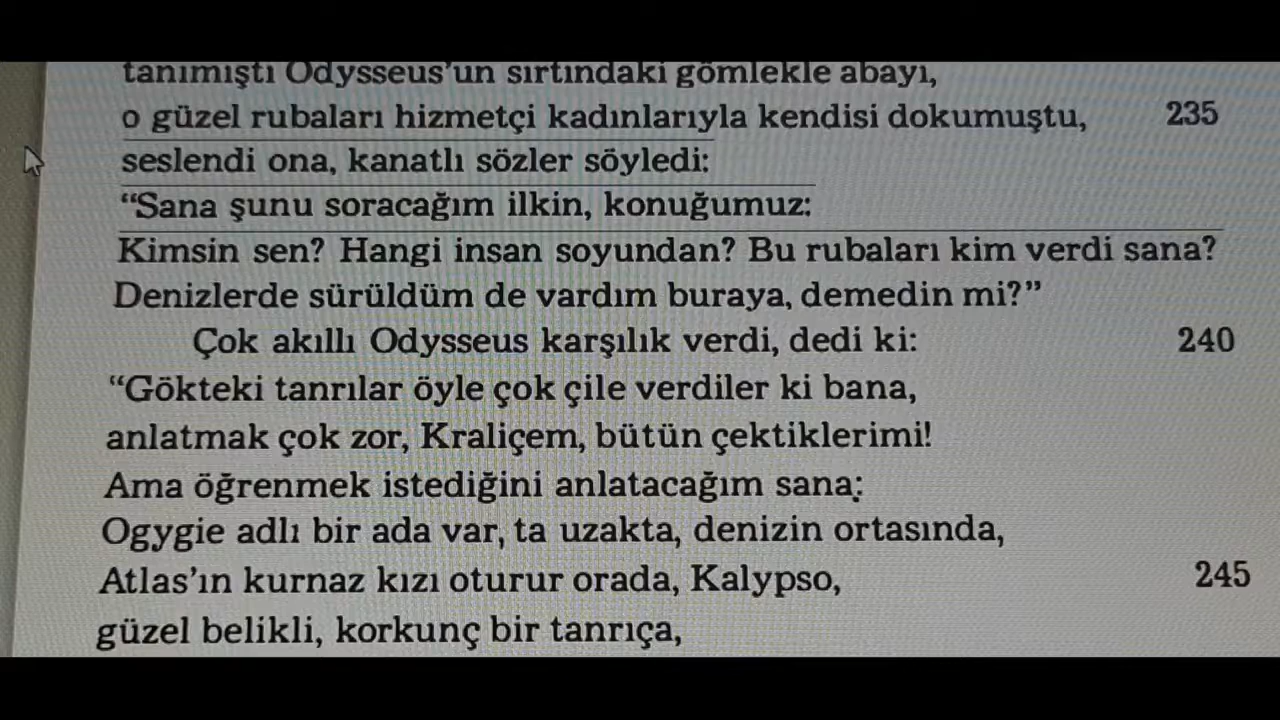 tanımıştı Odysseus'un sırtındaki gömlekle abayı,
o güzel rubaları hizmetçi kadınlarıyla kendisi dokumuştu, 235
seslendi ona, kanatlı sözler söyledi:
“Sana şunu soracağım ilkin, konuğumuz:
Kimsin sen? Hangi insan soyundan? Bu rubaları kim verdi sana?
Denizlerde sürüldüm de vardım buraya, demedin mi?”
Çok akıllı Odysseus karşılık verdi, dedi ki: 240
“Gökteki tanrılar öyle çok çile verdiler ki bana,
anlatmak çok zor, Kraliçem, bütün çektiklerimi!
Ama öğrenmek istediğini anlatacağım sana:
Ogygie adlı bir ada var, ta uzakta, denizin ortasında,
Atlas'ın kurnaz kızı oturur orada, Kalypso, 245
güzel belikli, korkunç bir tanrıça,